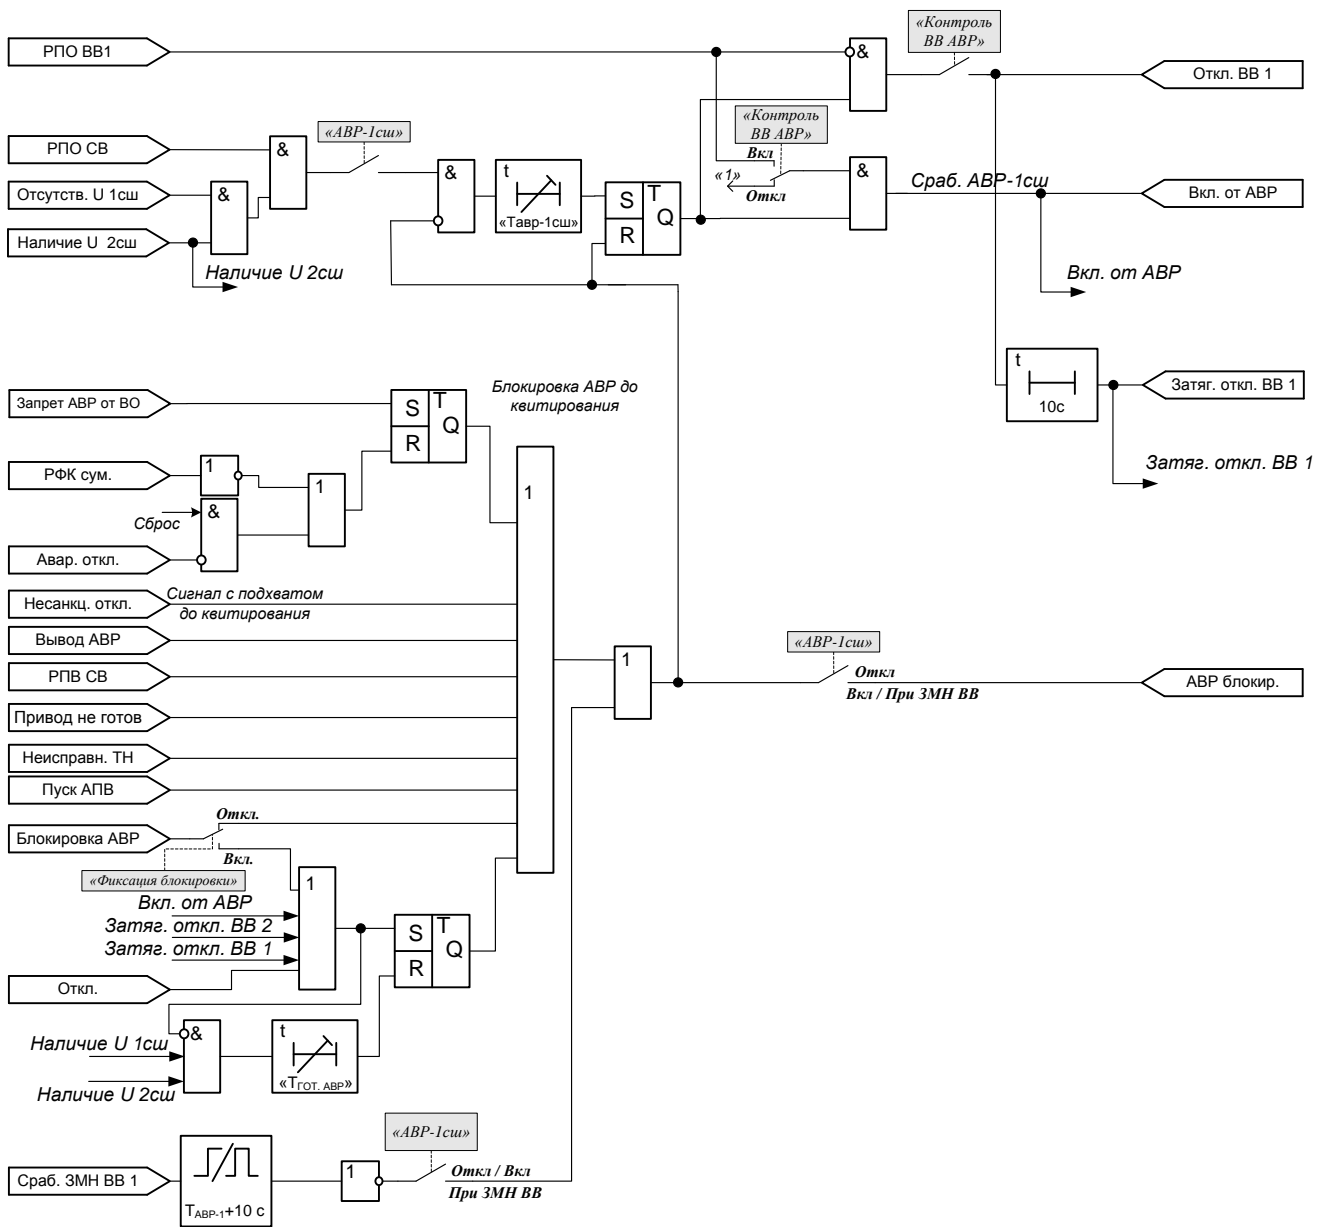 РПО ВВ1
&
«Контроль
ВВ АВР»
Откл. ВВ 1
РПО СВ
&
«АВР-1сш»
«Контроль
ВВ АВР»
Вкл
«1»
Откл
&
Сраб. АВР-1сш
Вкл. от АВР
Отсутств. U 1сш
&
&
t
«Тавр-1сш»
S
T
R
Q
Наличие U 2сш
Наличие U 2сш
Вкл. от АВР
t
10с
Затяг. откл. ВВ 1
Затяг. откл. ВВ 1
Запрет АВР от ВО
S
T
R
Q
Блокировка АВР до
квитирования
РФК сум.
1
1
1
Сброс
&
Авар. откл.
Несанкц. откл.
Сигнал с подхватом
до квитирования
Вывод АВР
РПВ СВ
1
«АВР-1сш»
Откл
Вкл / При ЗМН ВВ
АВР блокир.
Привод не готов
Неисправн. ТН
Пуск АПВ
Блокировка АВР
Откл.
Вкл.
«Фиксация блокировки»
1
Вкл. от АВР
Затяг. откл. ВВ 2
Затяг. откл. ВВ 1
S
T
R
Q
Откл.
&
Наличие U 1сш
Наличие U 2сш
t
«ТГОТ. АВР»
Сраб. ЗМН ВВ 1
ТАВР-1+10 с
1
«АВР-1сш»
Откл / Вкл
При ЗМН ВВ